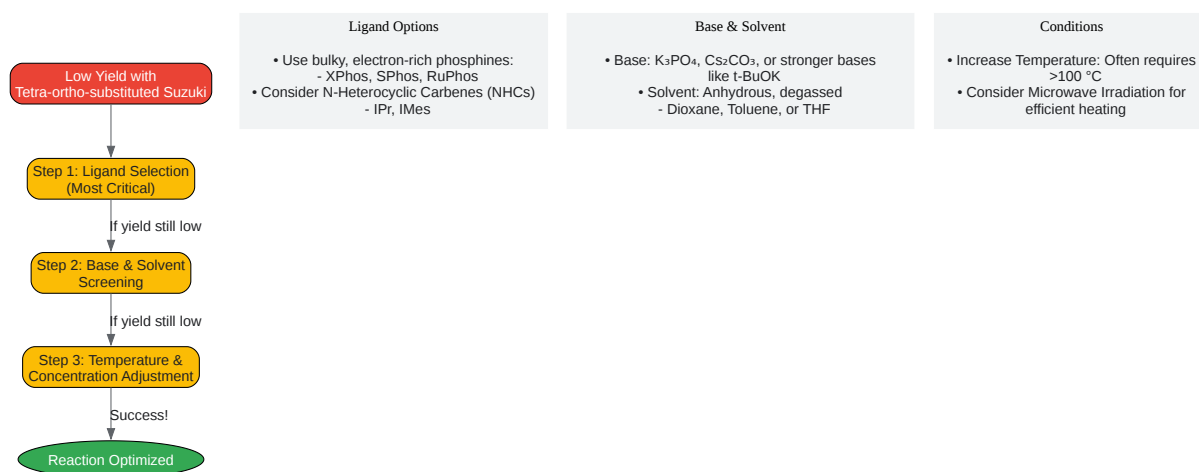 Low Yield with
Tetra-ortho-substituted Suzuki
Step 1: Ligand Selection
(Most Critical)
If yield still low
Step 2: Base & Solvent
Screening
If yield still low
Step 3: Temperature &
Concentration Adjustment
Success!
Reaction Optimized
Ligand Options
• Use bulky, electron-rich phosphines:
- XPhos, SPhos, RuPhos
• Consider N-Heterocyclic Carbenes (NHCs)
- IPr, IMes
Base & Solvent
• Base: K₃PO₄, Cs₂CO₃, or stronger bases
like t-BuOK
• Solvent: Anhydrous, degassed
- Dioxane, Toluene, or THF
Conditions
• Increase Temperature: Often requires
>100 °C
• Consider Microwave Irradiation for
efficient heating